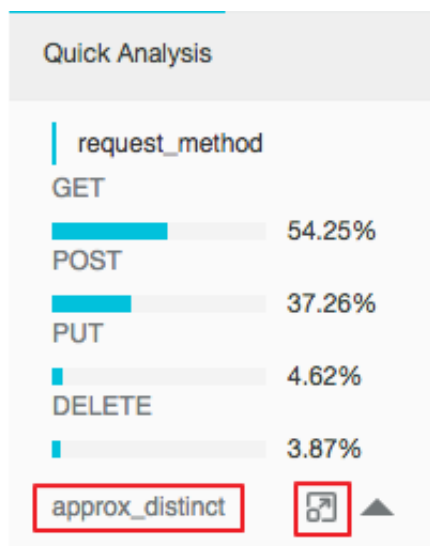 Quick Analysis
request_method
GET
54.25%
POST
37.26%
PUT
4.62%
DELETE
3.87%
approx_distinct